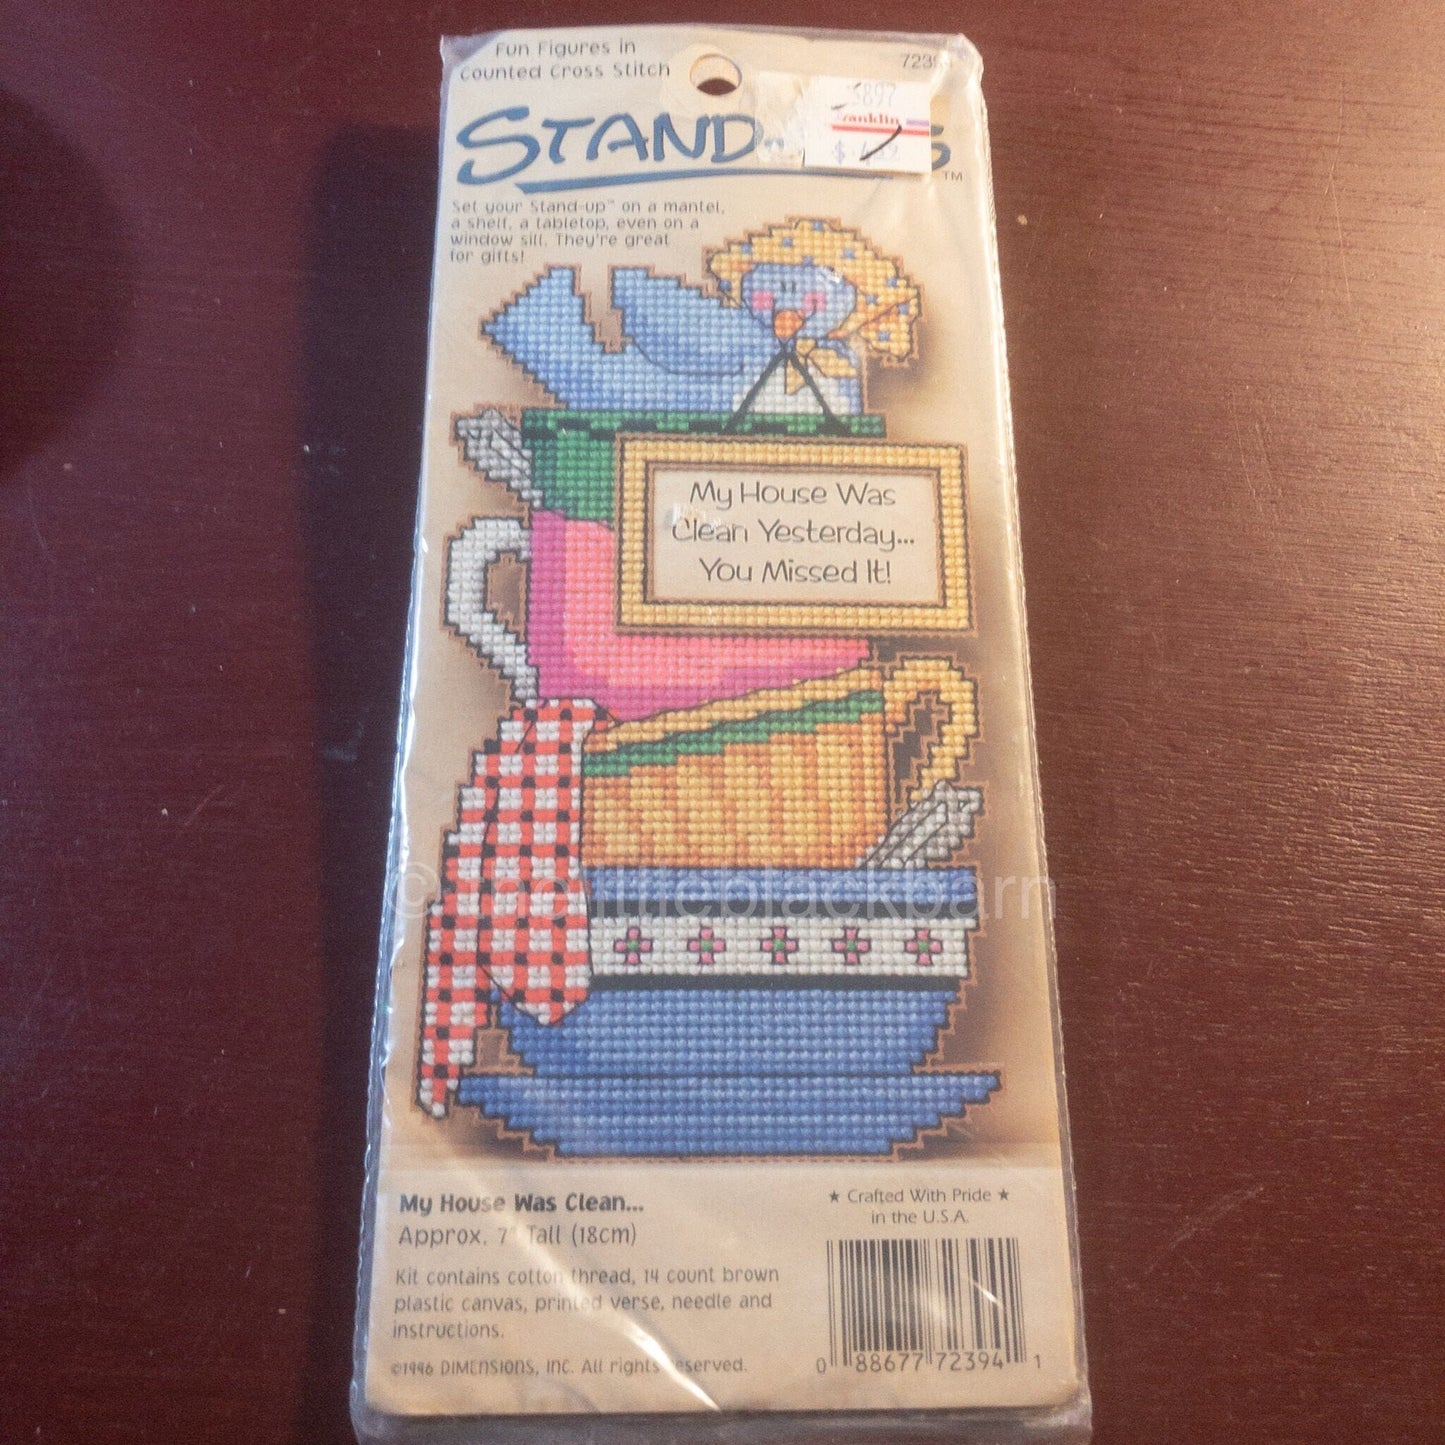 Fun Figures in
Counted Cross Stitch
STAND
TM
Set your Stand-up™ on a mantel,
a shelf, a tabletop, even on a
window sill. They're great
for gifts!
My House Was
Clean Yesterday...
You Missed It!
My House Was Clean...
Approx. 7" Tall (18cm)
Kit contains cotton thread, 14 count brown
plastic canvas, printed verse, needle and
instructions.
©1996 DIMENSIONS, INC. All rights reserved.
★ Crafted With Pride ★
in the U.S.A.
0 88677 72394 1
© thelittleblackbarn